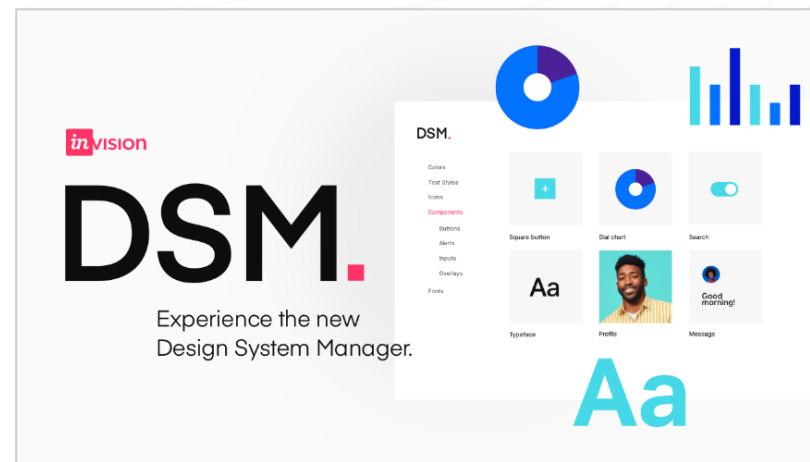 invision
DSM.
Experience the new
Design System Manager.
DSM.
Colors
Text Styles
Icons
Components
Buttons
Alerts
Inputs
Overlays
Fonts
+
Square button
Dial chart
Search
Aa
Good
morning!
Typeface
Profile
Message
Aa